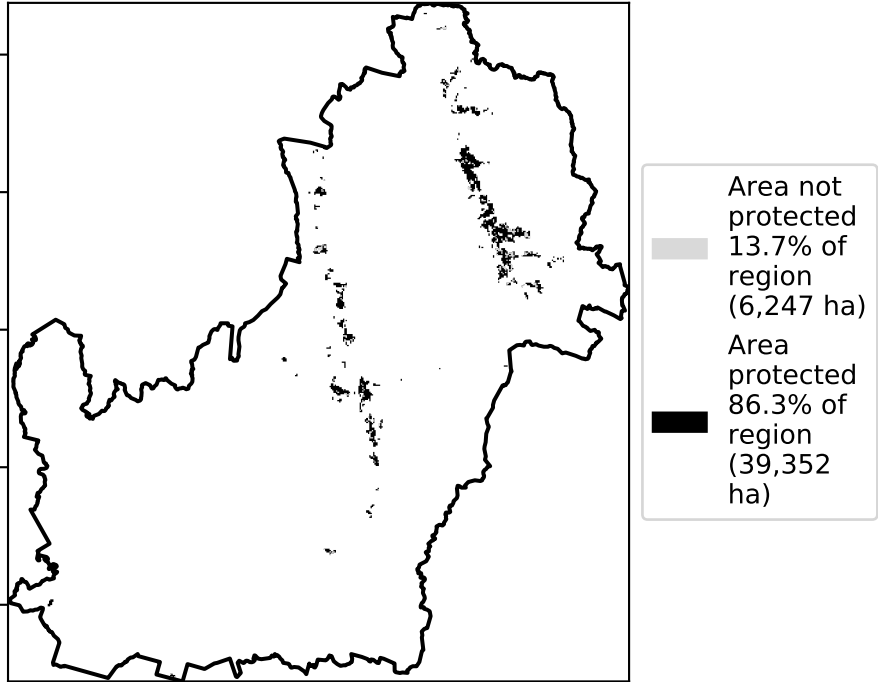 Area not
protected
13.7% of
region
(6,247 ha)
Area
protected
86.3% of
region
(39,352
ha)